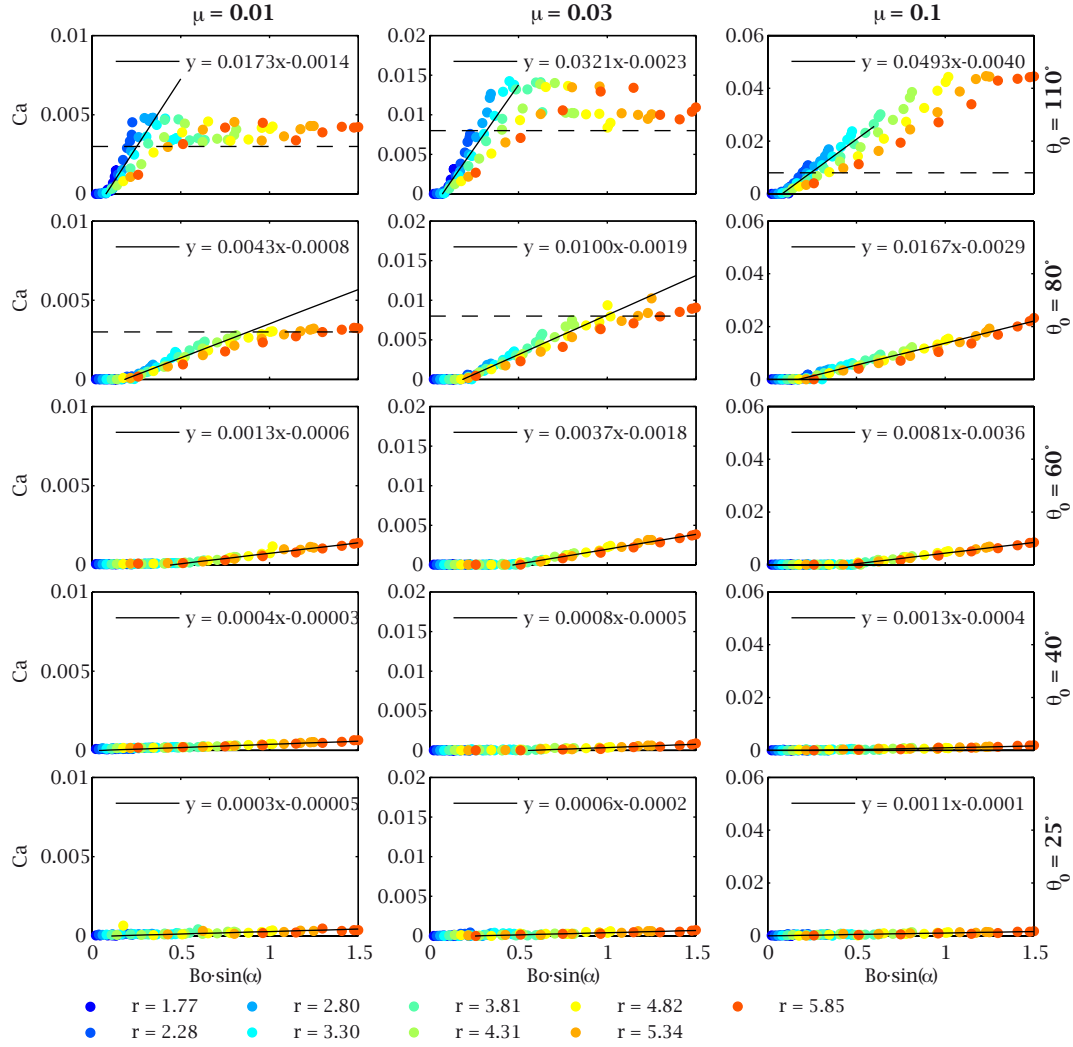 μ = 0.01 μ = 0.03 μ = 0.1
0.01 0.02 0.06
y = 0.0173x-0.0014 y = 0.0321x-0.0023 y = 0.0493x-0.0040
Ca 0.005 0.015 0.01 0.005 0.04 0.02 θ₀ = 110°
0 0 0
0.01 0.02 0.06
y = 0.0043x-0.0008 y = 0.0100x-0.0019 y = 0.0167x-0.0029
Ca 0.005 0.015 0.01 0.005 0.04 0.02 θ₀ = 80°
0 0 0
0.01 0.02 0.06
y = 0.0013x-0.0006 y = 0.0037x-0.0018 y = 0.0081x-0.0036
Ca 0.005 0.015 0.01 0.005 0.04 0.02 θ₀ = 60°
0 0 0
0.01 0.02 0.06
y = 0.0004x-0.00003 y = 0.0008x-0.0005 y = 0.0013x-0.0004
Ca 0.005 0.015 0.01 0.005 0.04 0.02 θ₀ = 40°
0 0 0
0.01 0.02 0.06
y = 0.0003x-0.00005 y = 0.0006x-0.0002 y = 0.0011x-0.0001
Ca 0.005 0.015 0.01 0.005 0.04 0.02 θ₀ = 25°
0 0 0
0 0.5 1 1.5 0 0.5 1 1.5 0 0.5 1 1.5
Bo·sin(α) Bo·sin(α) Bo·sin(α)
r = 1.77 r = 2.80 r = 3.81 r = 4.82 r = 5.85
r = 2.28 r = 3.30 r = 4.31 r = 5.34